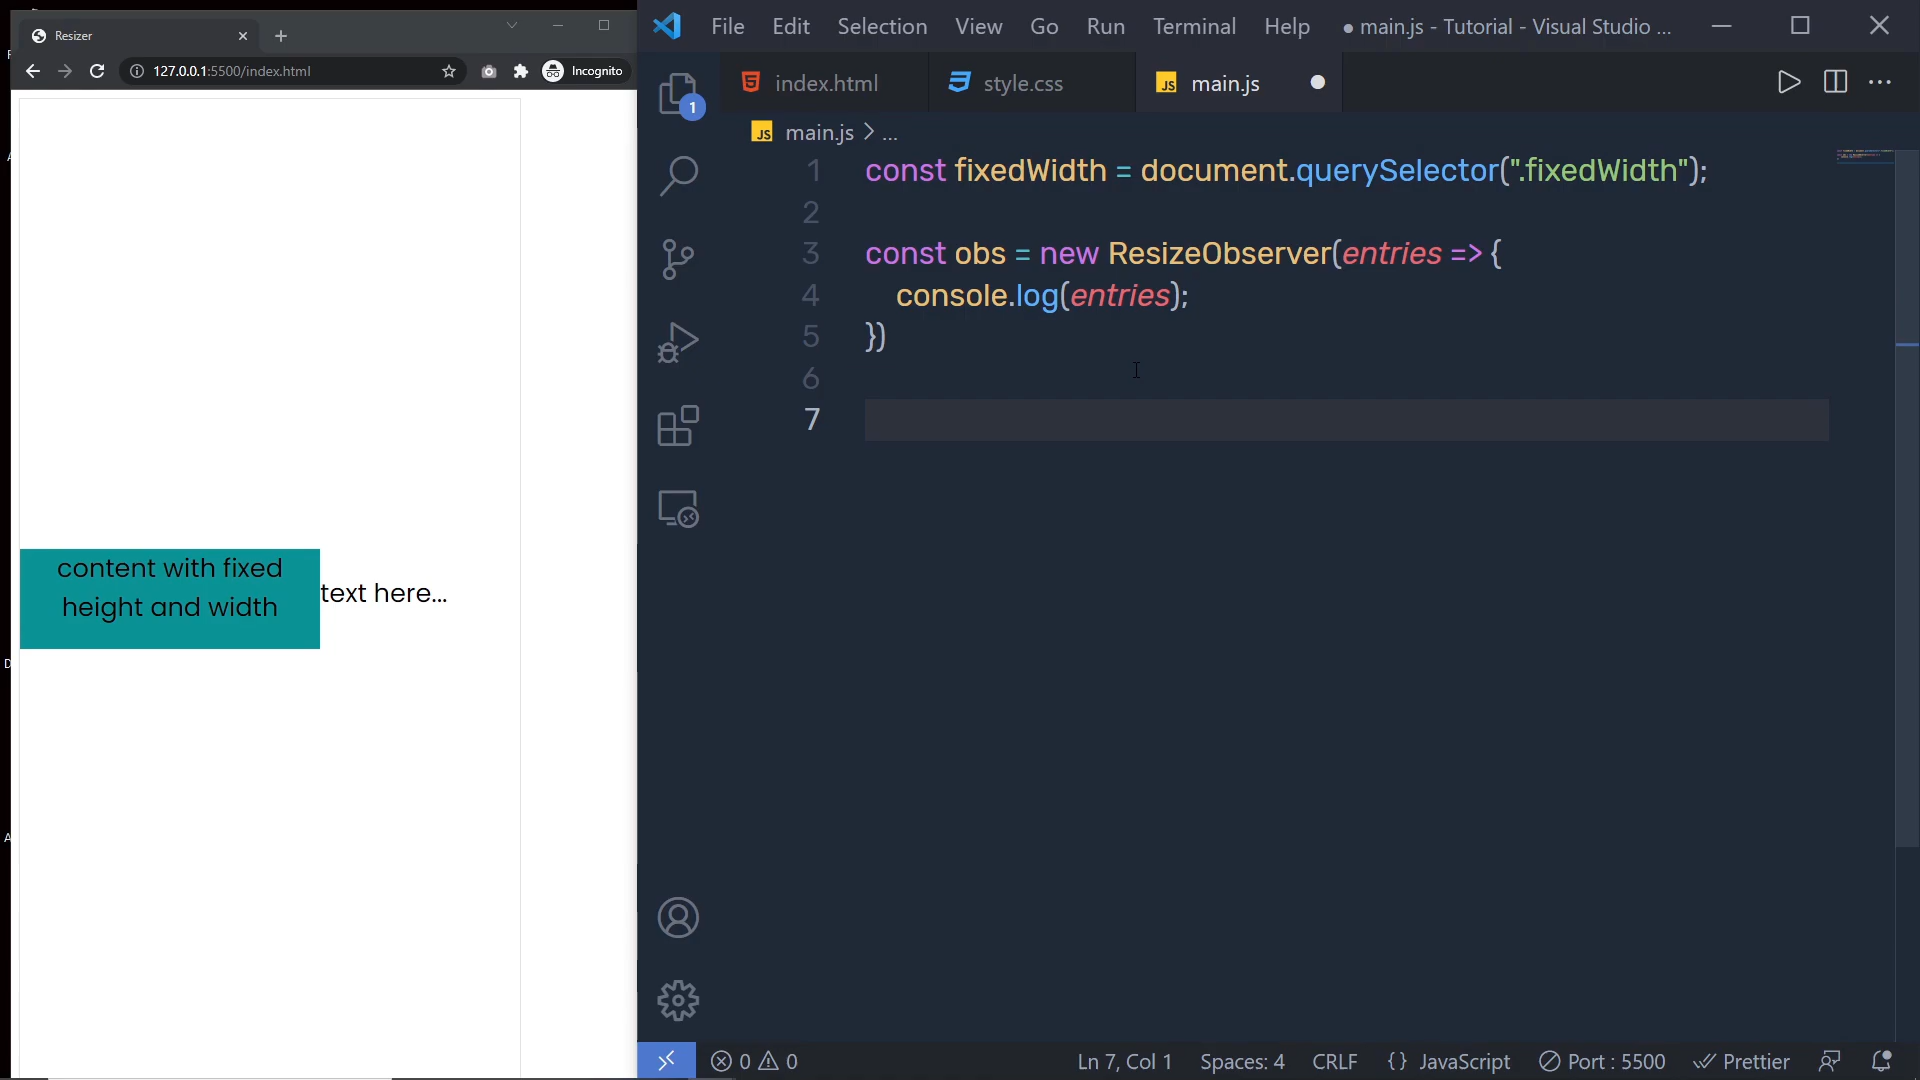 Resizer
127.0.0.1:5500/index.html
Incognito
content with fixed
height and width
text here...
File Edit Selection View Go Run Terminal Help
● main.js - Tutorial - Visual Studio ...
1
index.html
style.css
JS main.js
JS main.js > ...
1 const fixedWidth = document.querySelector(".fixedWidth");
2
3 const obs = new ResizeObserver(entries => {
4 console.log(entries);
5 })
6
7
0 0
Ln 7, Col 1
Spaces: 4
CRLF
{} JavaScript
Port : 5500
Prettier